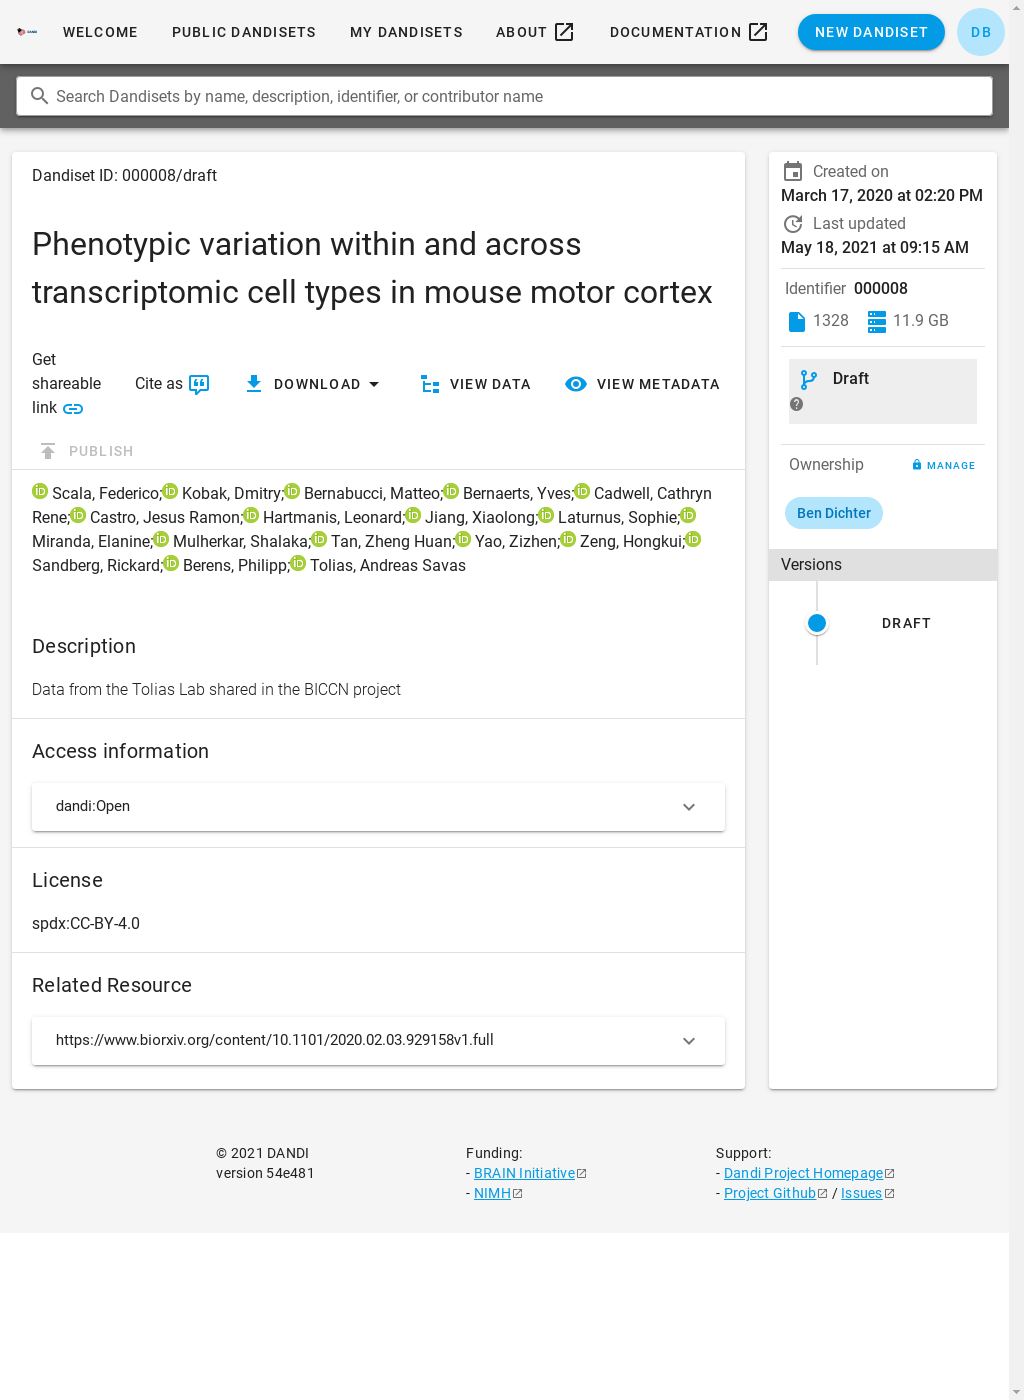 WELCOME PUBLIC DANDISETS MY DANDISETS ABOUT DOCUMENTATION NEW DANDISET DB
Search Dandisets by name, description, identifier, or contributor name
Dandiset ID: 000008/draft
Phenotypic variation within and across
transcriptomic cell types in mouse motor cortex
Get
shareable
link
Cite as
DOWNLOAD
VIEW DATA
VIEW METADATA
PUBLISH
Scala, Federico; Kobak, Dmitry; Bernabucci, Matteo; Bernaerts, Yves; Cadwell, Cathryn
Rene; Castro, Jesus Ramon; Hartmanis, Leonard; Jiang, Xiaolong; Laturnus, Sophie;
Miranda, Elanine; Mulherkar, Shalaka; Tan, Zheng Huan; Yao, Zizhen; Zeng, Hongkui;
Sandberg, Rickard; Berens, Philipp; Tolias, Andreas Savas
Description
Data from the Tolias Lab shared in the BICCN project
Access information
dandi:Open
License
spdx:CC-BY-4.0
Related Resource
https://www.biorxiv.org/content/10.1101/2020.02.03.929158v1.full
Created on
March 17, 2020 at 02:20 PM
Last updated
May 18, 2021 at 09:15 AM
Identifier 000008
1328 11.9 GB
Draft
Ownership MANAGE
Ben Dichter
Versions
DRAFT
© 2021 DANDI
version 54e481
Funding:
- BRAIN Initiative
- NIMH
Support:
- Dandi Project Homepage
- Project Github / Issues